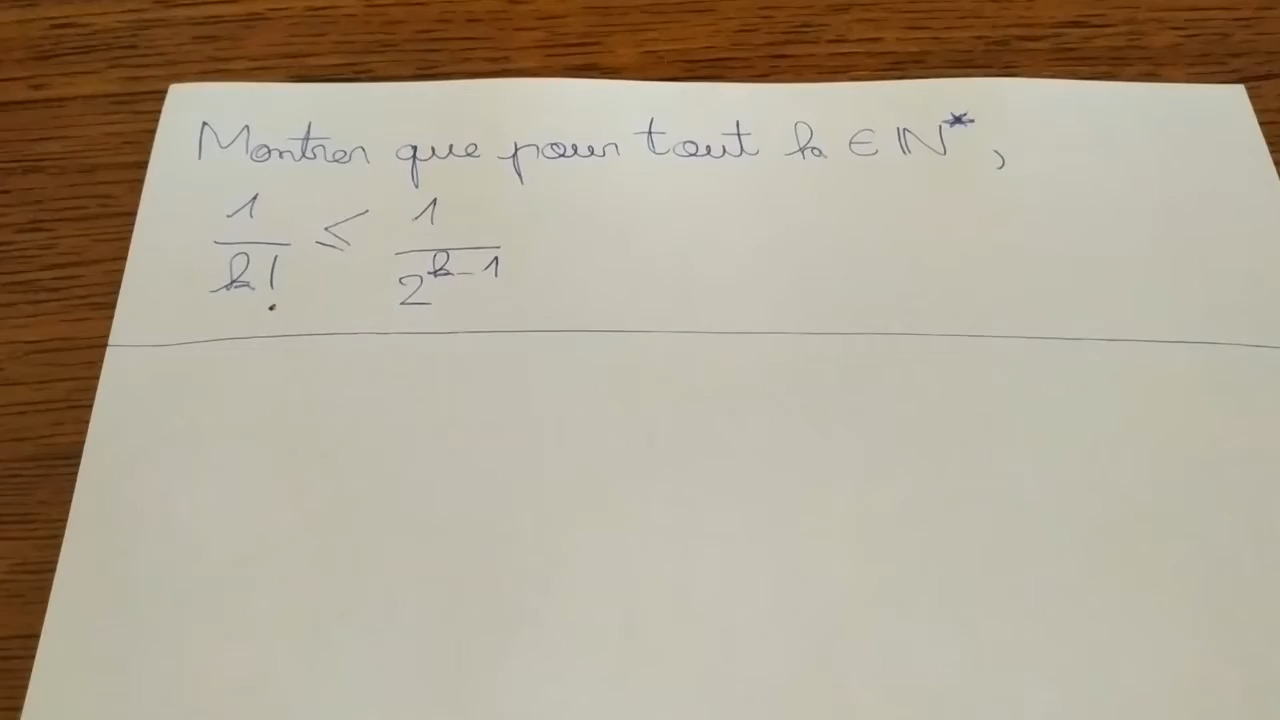 Montrer que pour tout k ∈ ℕ*,
1/k! ≤ 1/2^(k-1)